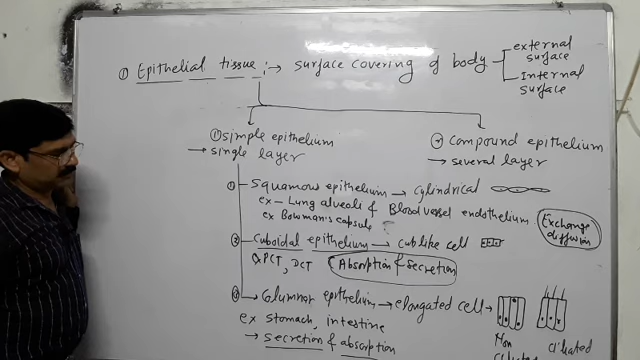 ① Epithelial tissue :→ surface covering of body
external surface
Internal surface
① simple epithelium
→ single layer
② compound epithelium
→ several layer
① Squamous epithelium → cylindrical
ex - Lung alveoli & Blood vessel endothelium
ex Bowman's capsule
Exchange diffusion
② Cuboidal epithelium → cublike cell
PCT, DCT
Absorption & secretion
③ Columnar epithelium → elongated cell →
ex stomach, intestine
→ secretion & absorption
Non ciliated
ciliated